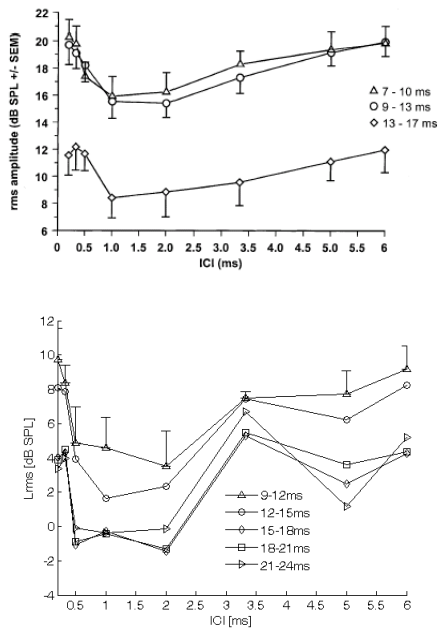 22
20
18
16
14
12
10
8
6
rms amplitude (dB SPL +/- SEM)
7 - 10 ms
9 - 13 ms
13 - 17 ms
0 0.5 1.0 1.5 2.0 2.5 3.0 3.5 4.0 4.5 5.0 5.5 6
ICI (ms)
12
10
8
6
4
2
0
-2
-4
Lrms [dB SPL]
9-12ms
12-15ms
15-18ms
18-21ms
21-24ms
0.5 1 1.5 2 2.5 3 3.5 4 4.5 5 5.5 6
ICI [ms]